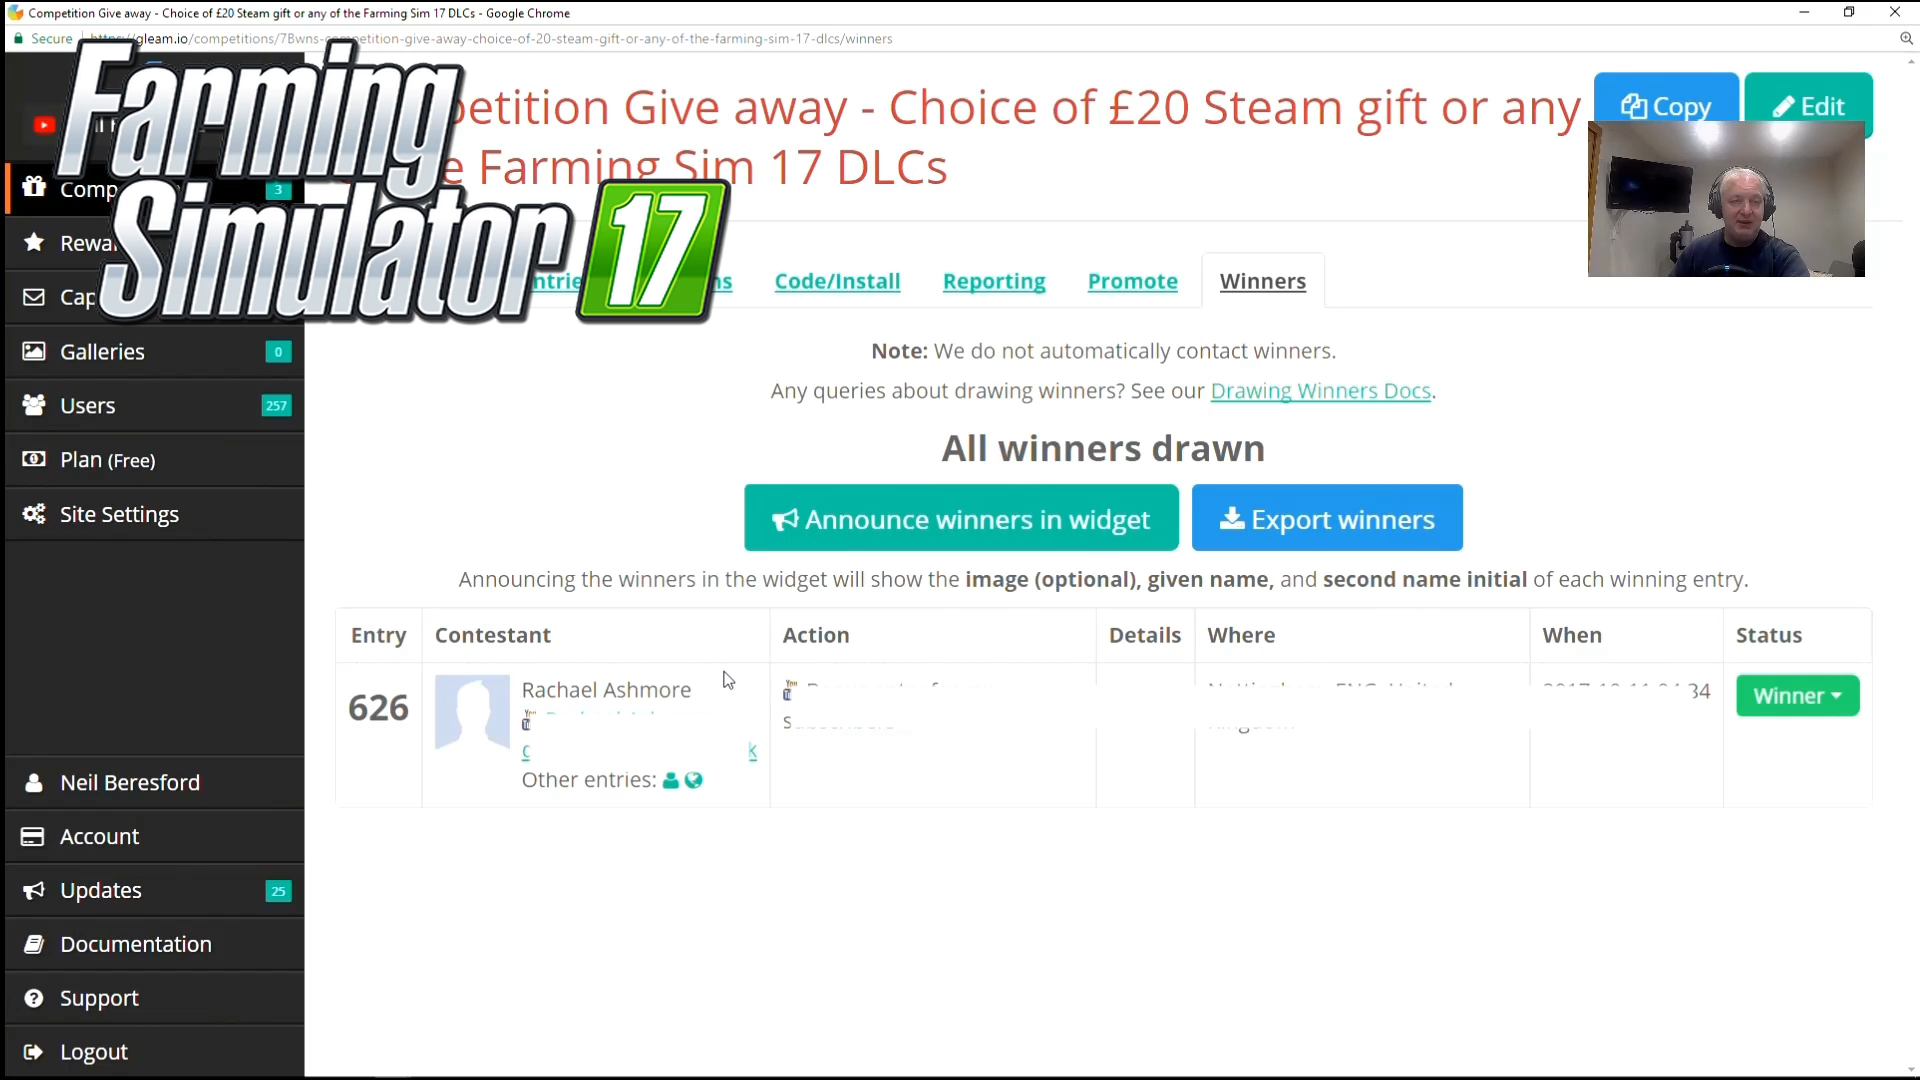 Competition Give away - Choice of £20 Steam gift or any of the Farming Sim 17 DLCs - Google Chrome
Secure
gleam.io/competitions/7Bwns-competition-give-away-choice-of-20-steam-gift-or-any-of-the-farming-sim-17-dlcs/winners
Farming
Simulator 17
petition Give away - Choice of £20 Steam gift or any
e Farming Sim 17 DLCs
Copy
Edit
Comp
3
Rewa
Cap
Galleries 0
Users 257
Plan (Free)
Site Settings
Neil Beresford
Account
Updates 25
Documentation
Support
Logout
Code/Install
Reporting
Promote
Winners
Note: We do not automatically contact winners.
Any queries about drawing winners? See our Drawing Winners Docs.
All winners drawn
Announce winners in widget
Export winners
Announcing the winners in the widget will show the image (optional), given name, and second name initial of each winning entry.
Entry Contestant Action Details Where When Status
626 Rachael Ashmore
34
Winner
Other entries: